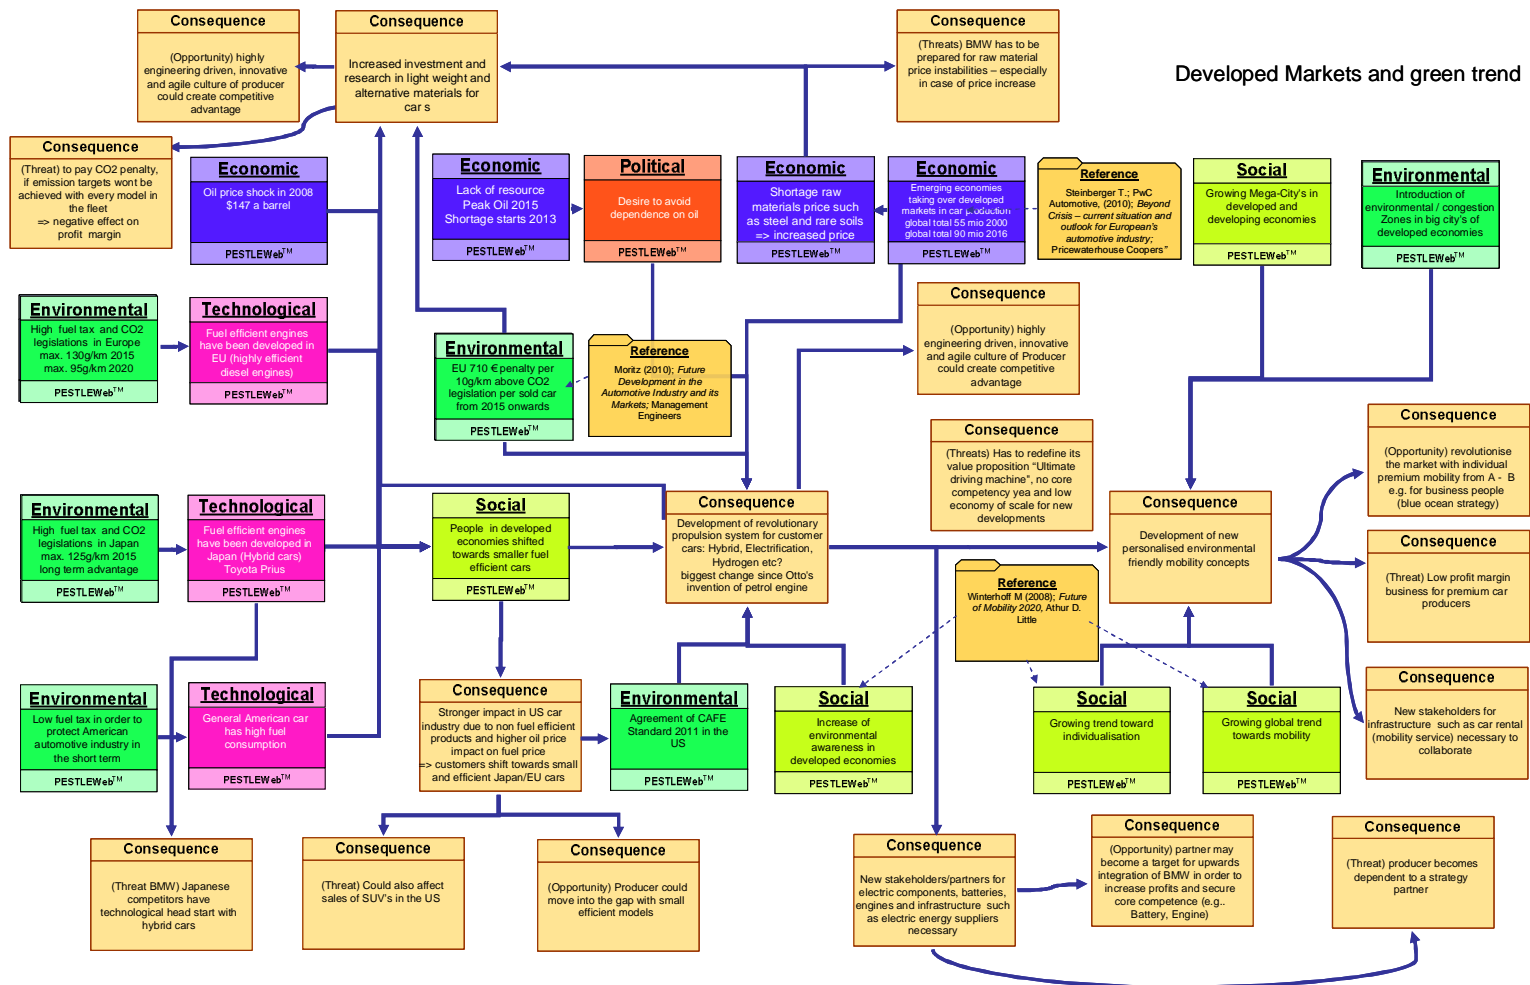 Consequence
(Opportunity) highly
engineering driven, innovative
and agile culture of producer
could create competitive
advantage
Consequence
Increased investment and
research in light weight and
alternative materials for
car s
Consequence
(Threats) BMW has to be
prepared for raw material
price instabilities – especially
in case of price increase
Developed Markets and green trend
Consequence
(Threat) to pay CO2 penalty,
if emission targets wont be
achieved with every model in
the fleet
=> negative effect on
profit margin
Economic
Oil price shock in 2008
$147 a barrel
PESTLEWeb™
Economic
Lack of resource
Peak Oil 2015
Shortage starts 2013
PESTLEWeb™
Political
Desire to avoid
dependence on oil
PESTLEWeb™
Economic
Shortage raw
materials price such
as steel and rare soils
=> increased price
PESTLEWeb™
Economic
Emerging economies
taking over developed
markets in car production
global total 55 mio 2000
global total 90 mio 2016
PESTLEWeb™
Reference
Steinberger T.; PwC
Automotive, (2010); Beyond
Crisis – current situation and
outlook for European's
automotive industry;
Pricewaterhouse Coopers"
Social
Growing Mega-City's in
developed and
developing economies
PESTLEWeb™
Environmental
Introduction of
environmental / congestion
Zones in big city's of
developed economies
PESTLEWeb™
Environmental
High fuel tax and CO2
legislations in Europe
max. 130g/km 2015
max. 95g/km 2020
PESTLEWeb™
Technological
Fuel efficient engines
have been developed in
EU (highly efficient
diesel engines)
PESTLEWeb™
Environmental
EU 710 € penalty per
10g/km above CO2
legislation per sold car
from 2015 onwards
PESTLEWeb™
Reference
Moritz (2010); Future
Development in the
Automotive Industry and its
Markets; Management
Engineers
Consequence
(Opportunity) highly
engineering driven, innovative
and agile culture of Producer
could create competitive
advantage
Consequence
(Threats) Has to redefine its
value proposition “Ultimate
driving machine”, no core
competency yea and low
economy of scale for new
developments
Consequence
(Opportunity) revolutionise
the market with individual
premium mobility from A - B
e.g. for business people
(blue ocean strategy)
Environmental
High fuel tax and CO2
legislations in Japan
max. 125g/km 2015
long term advantage
PESTLEWeb™
Technological
Fuel efficient engines
have been developed in
Japan (Hybrid cars)
Toyota Prius
PESTLEWeb™
Social
People in developed
economies shifted
towards smaller fuel
efficient cars
PESTLEWeb™
Consequence
Development of revolutionary
propulsion system for customer
cars: Hybrid, Electrification,
Hydrogen etc?
biggest change since Otto's
invention of petrol engine
Consequence
Development of new
personalised environmental
friendly mobility concepts
Consequence
(Threat) Low profit margin
business for premium car
producers
Reference
Winterhoff M (2008); Future
of Mobility 2020, Athur D.
Little
Environmental
Low fuel tax in order to
protect American
automotive industry in
the short term
PESTLEWeb™
Technological
General American car
has high fuel
consumption
PESTLEWeb™
Consequence
Stronger impact in US car
industry due to non fuel efficient
products and higher oil price
impact on fuel price
=> customers shift towards small
and efficient Japan/EU cars
Environmental
Agreement of CAFE
Standard 2011 in the
US
PESTLEWeb™
Social
Increase of
environmental
awareness in
developed economies
PESTLEWeb™
Social
Growing trend toward
individualisation
PESTLEWeb™
Social
Growing global trend
towards mobility
PESTLEWeb™
Consequence
New stakeholders for
infrastructure such as car rental
(mobility service) necessary to
collaborate
Consequence
(Threat BMW) Japanese
competitors have
technological head start with
hybrid cars
Consequence
(Threat) Could also affect
sales of SUV's in the US
Consequence
(Opportunity) Producer could
move into the gap with small
efficient models
Consequence
New stakeholders/partners for
electric components, batteries,
engines and infrastructure such
as electric energy suppliers
necessary
Consequence
(Opportunity) partner may
become a target for upwards
integration of BMW in order to
increase profits and secure
core competence (e.g..
Battery, Engine)
Consequence
(Threat) producer becomes
dependent to a strategy
partner